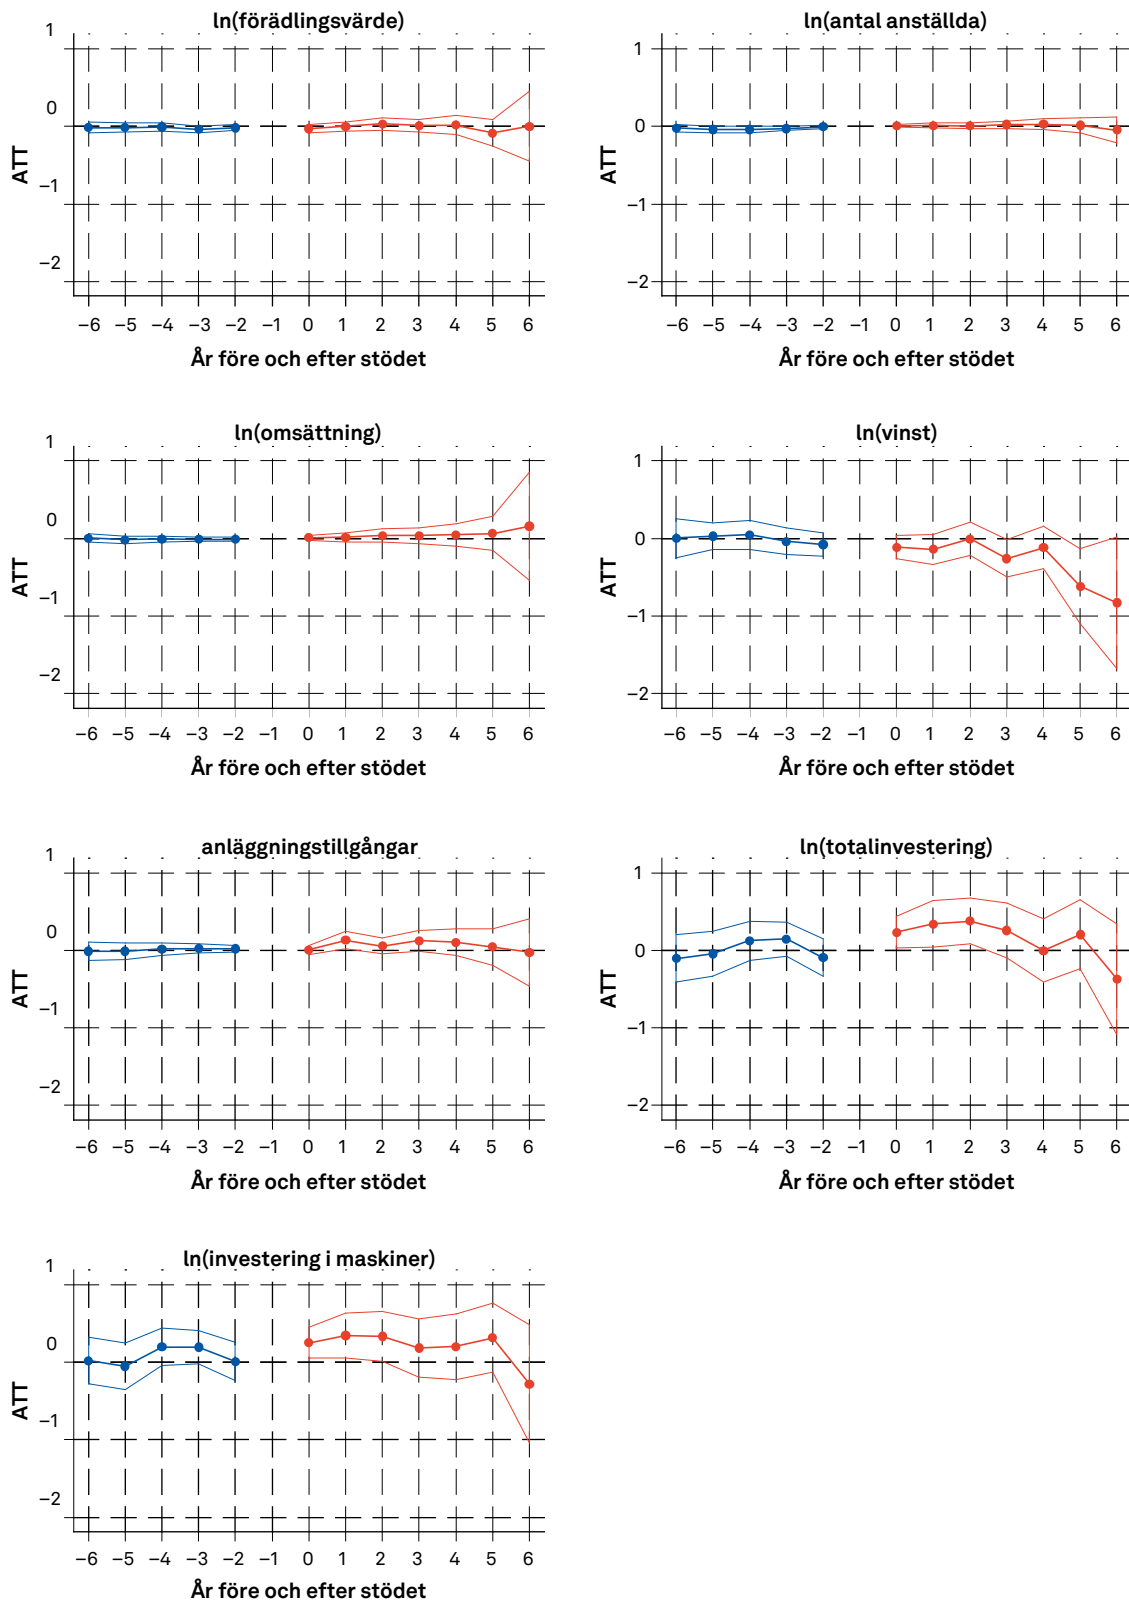 ln(förädlingsvärde)
1
0
−1
−2
ATT
−6 −5 −4 −3 −2 −1 0 1 2 3 4 5 6
År före och efter stödet
ln(antal anställda)
1
0
−1
−2
ATT
−6 −5 −4 −3 −2 −1 0 1 2 3 4 5 6
År före och efter stödet
ln(omsättning)
1
0
−1
−2
ATT
−6 −5 −4 −3 −2 −1 0 1 2 3 4 5 6
År före och efter stödet
ln(vinst)
1
0
−1
−2
ATT
−6 −5 −4 −3 −2 −1 0 1 2 3 4 5 6
År före och efter stödet
anläggningstillgångar
1
0
−1
−2
ATT
−6 −5 −4 −3 −2 −1 0 1 2 3 4 5 6
År före och efter stödet
ln(totalinvestering)
1
0
−1
−2
ATT
−6 −5 −4 −3 −2 −1 0 1 2 3 4 5 6
År före och efter stödet
ln(investering i maskiner)
1
0
−1
−2
ATT
−6 −5 −4 −3 −2 −1 0 1 2 3 4 5 6
År före och efter stödet